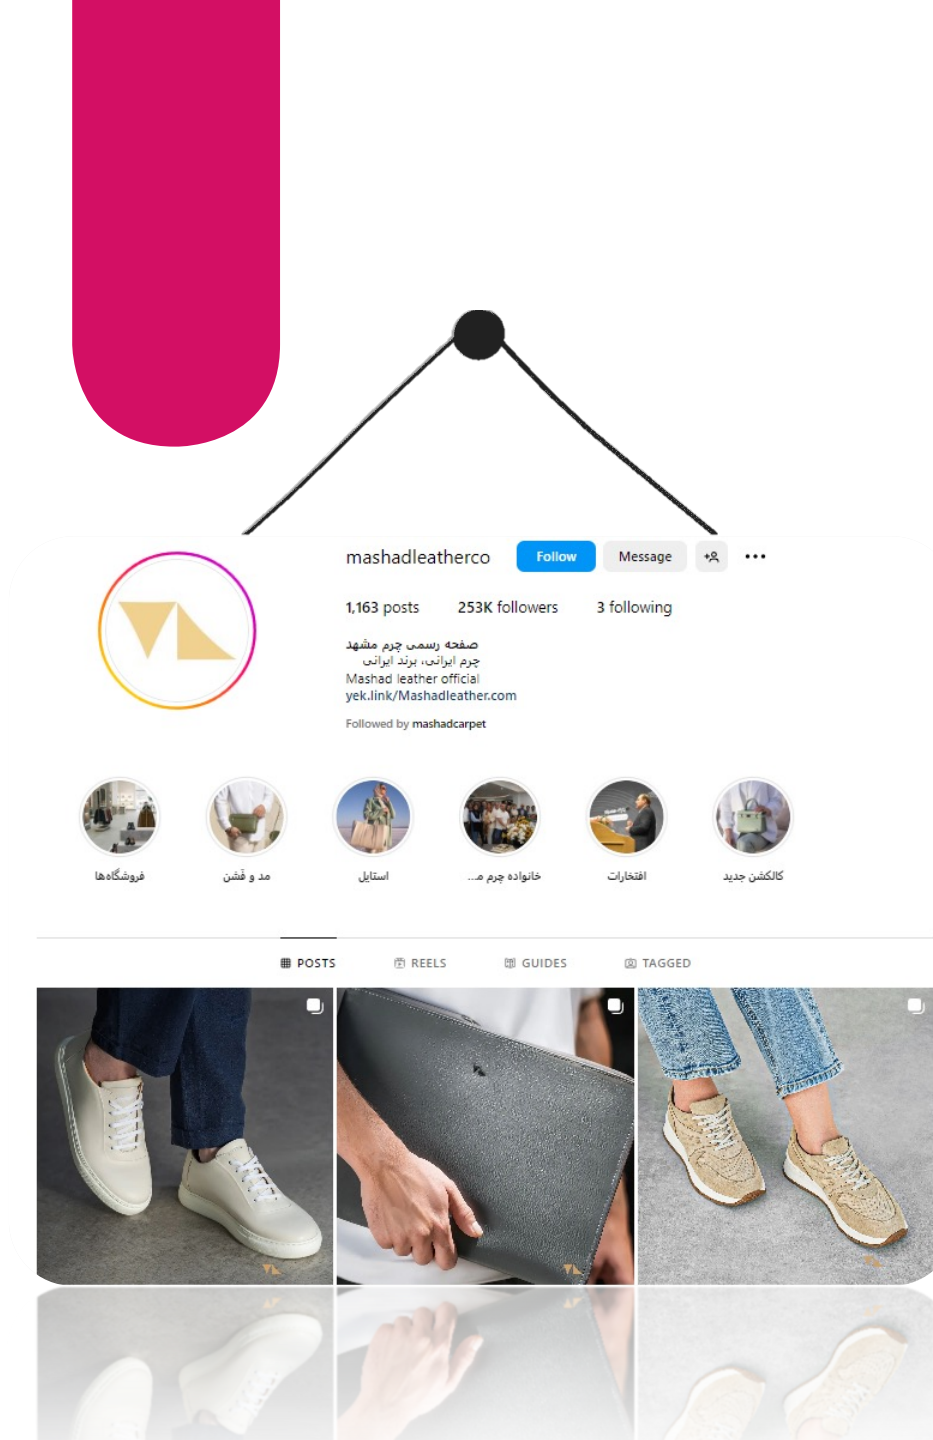 mashadleatherco Follow Message
1,163 posts 253K followers 3 following
صفحه رسمی چرم مشهد
چرم ایرانی، برند ایرانی
Mashad leather official
yek.link/Mashadleather.com
Followed by mashadcarpet
فروشگاه‌ها مد و فَشن استایل خانواده چرم مـ... افتخارات کالکشن جدید
POSTS REELS GUIDES TAGGED